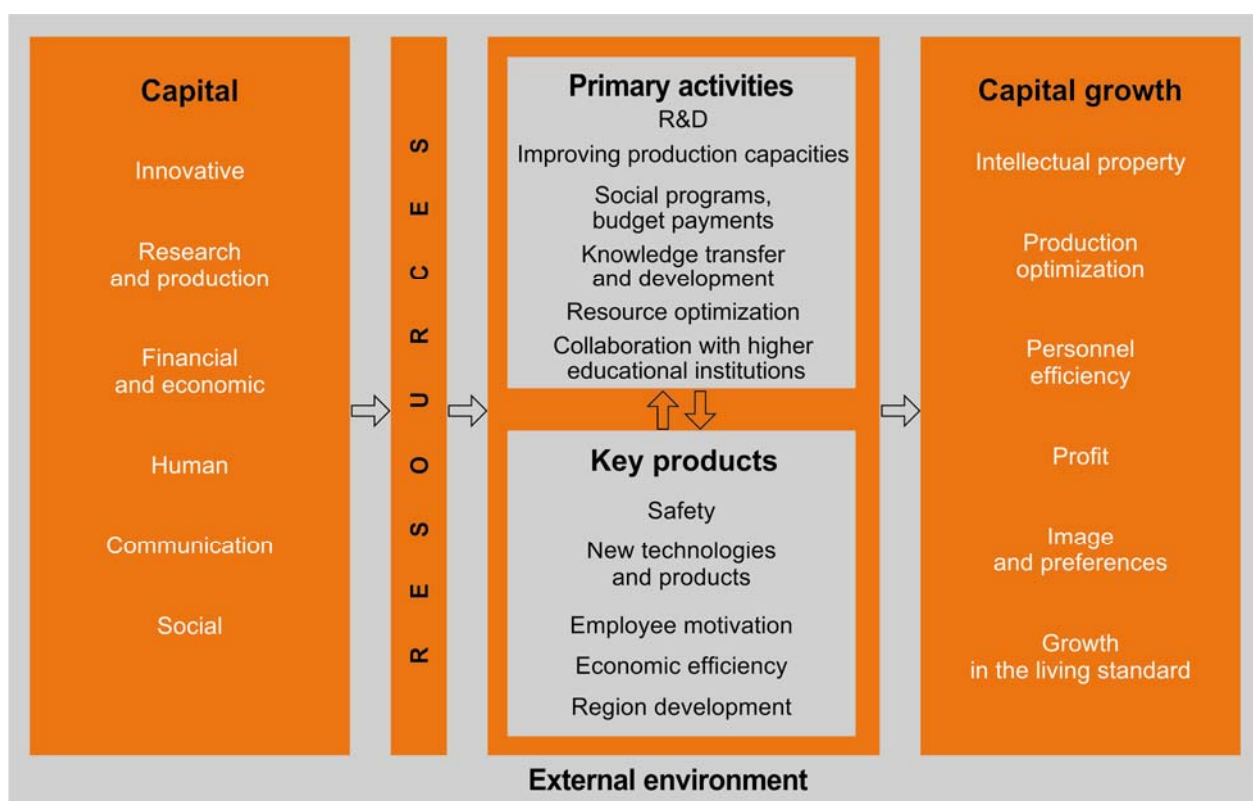 Capital
Innovative
Research
and production
Financial
and economic
Human
Communication
Social
RESOURCES
Primary activities
R&D
Improving production capacities
Social programs,
budget payments
Knowledge transfer
and development
Resource optimization
Collaboration with higher
educational institutions
Key products
Safety
New technologies
and products
Employee motivation
Economic efficiency
Region development
Capital growth
Intellectual property
Production
optimization
Personnel
efficiency
Profit
Image
and preferences
Growth
in the living standard
External environment